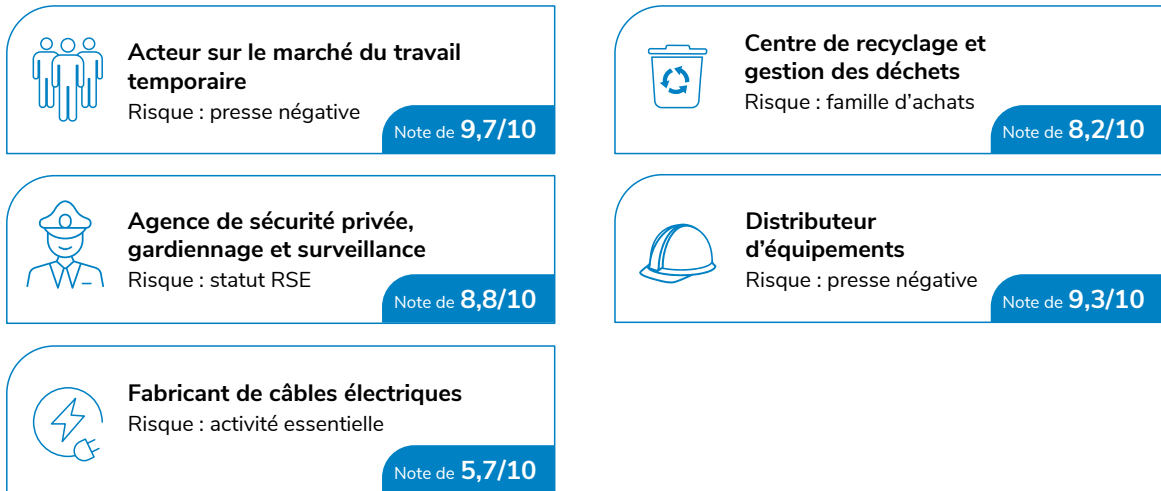 Acteur sur le marché du travail
temporaire
Risque : presse négative
Note de 9,7/10
Centre de recyclage et
gestion des déchets
Risque : famille d'achats
Note de 8,2/10
Agence de sécurité privée,
gardiennage et surveillance
Risque : statut RSE
Note de 8,8/10
Distributeur
d'équipements
Risque : presse négative
Note de 9,3/10
Fabricant de câbles électriques
Risque : activité essentielle
Note de 5,7/10